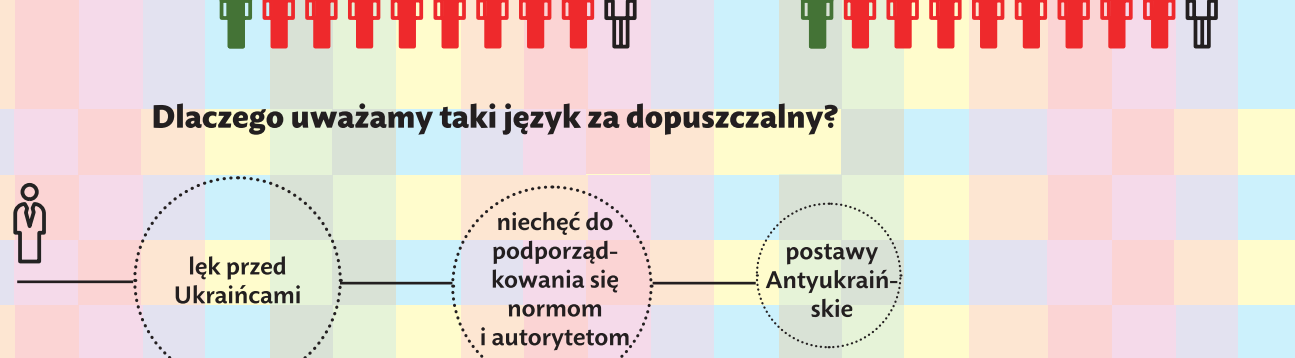 Dlaczego uważamy taki język za dopuszczalny?
lęk przed
Ukraińcami
niechęć do
podporząd-
kowania się
normom
i autorytetom
postawy
Antyukraiń-
skie